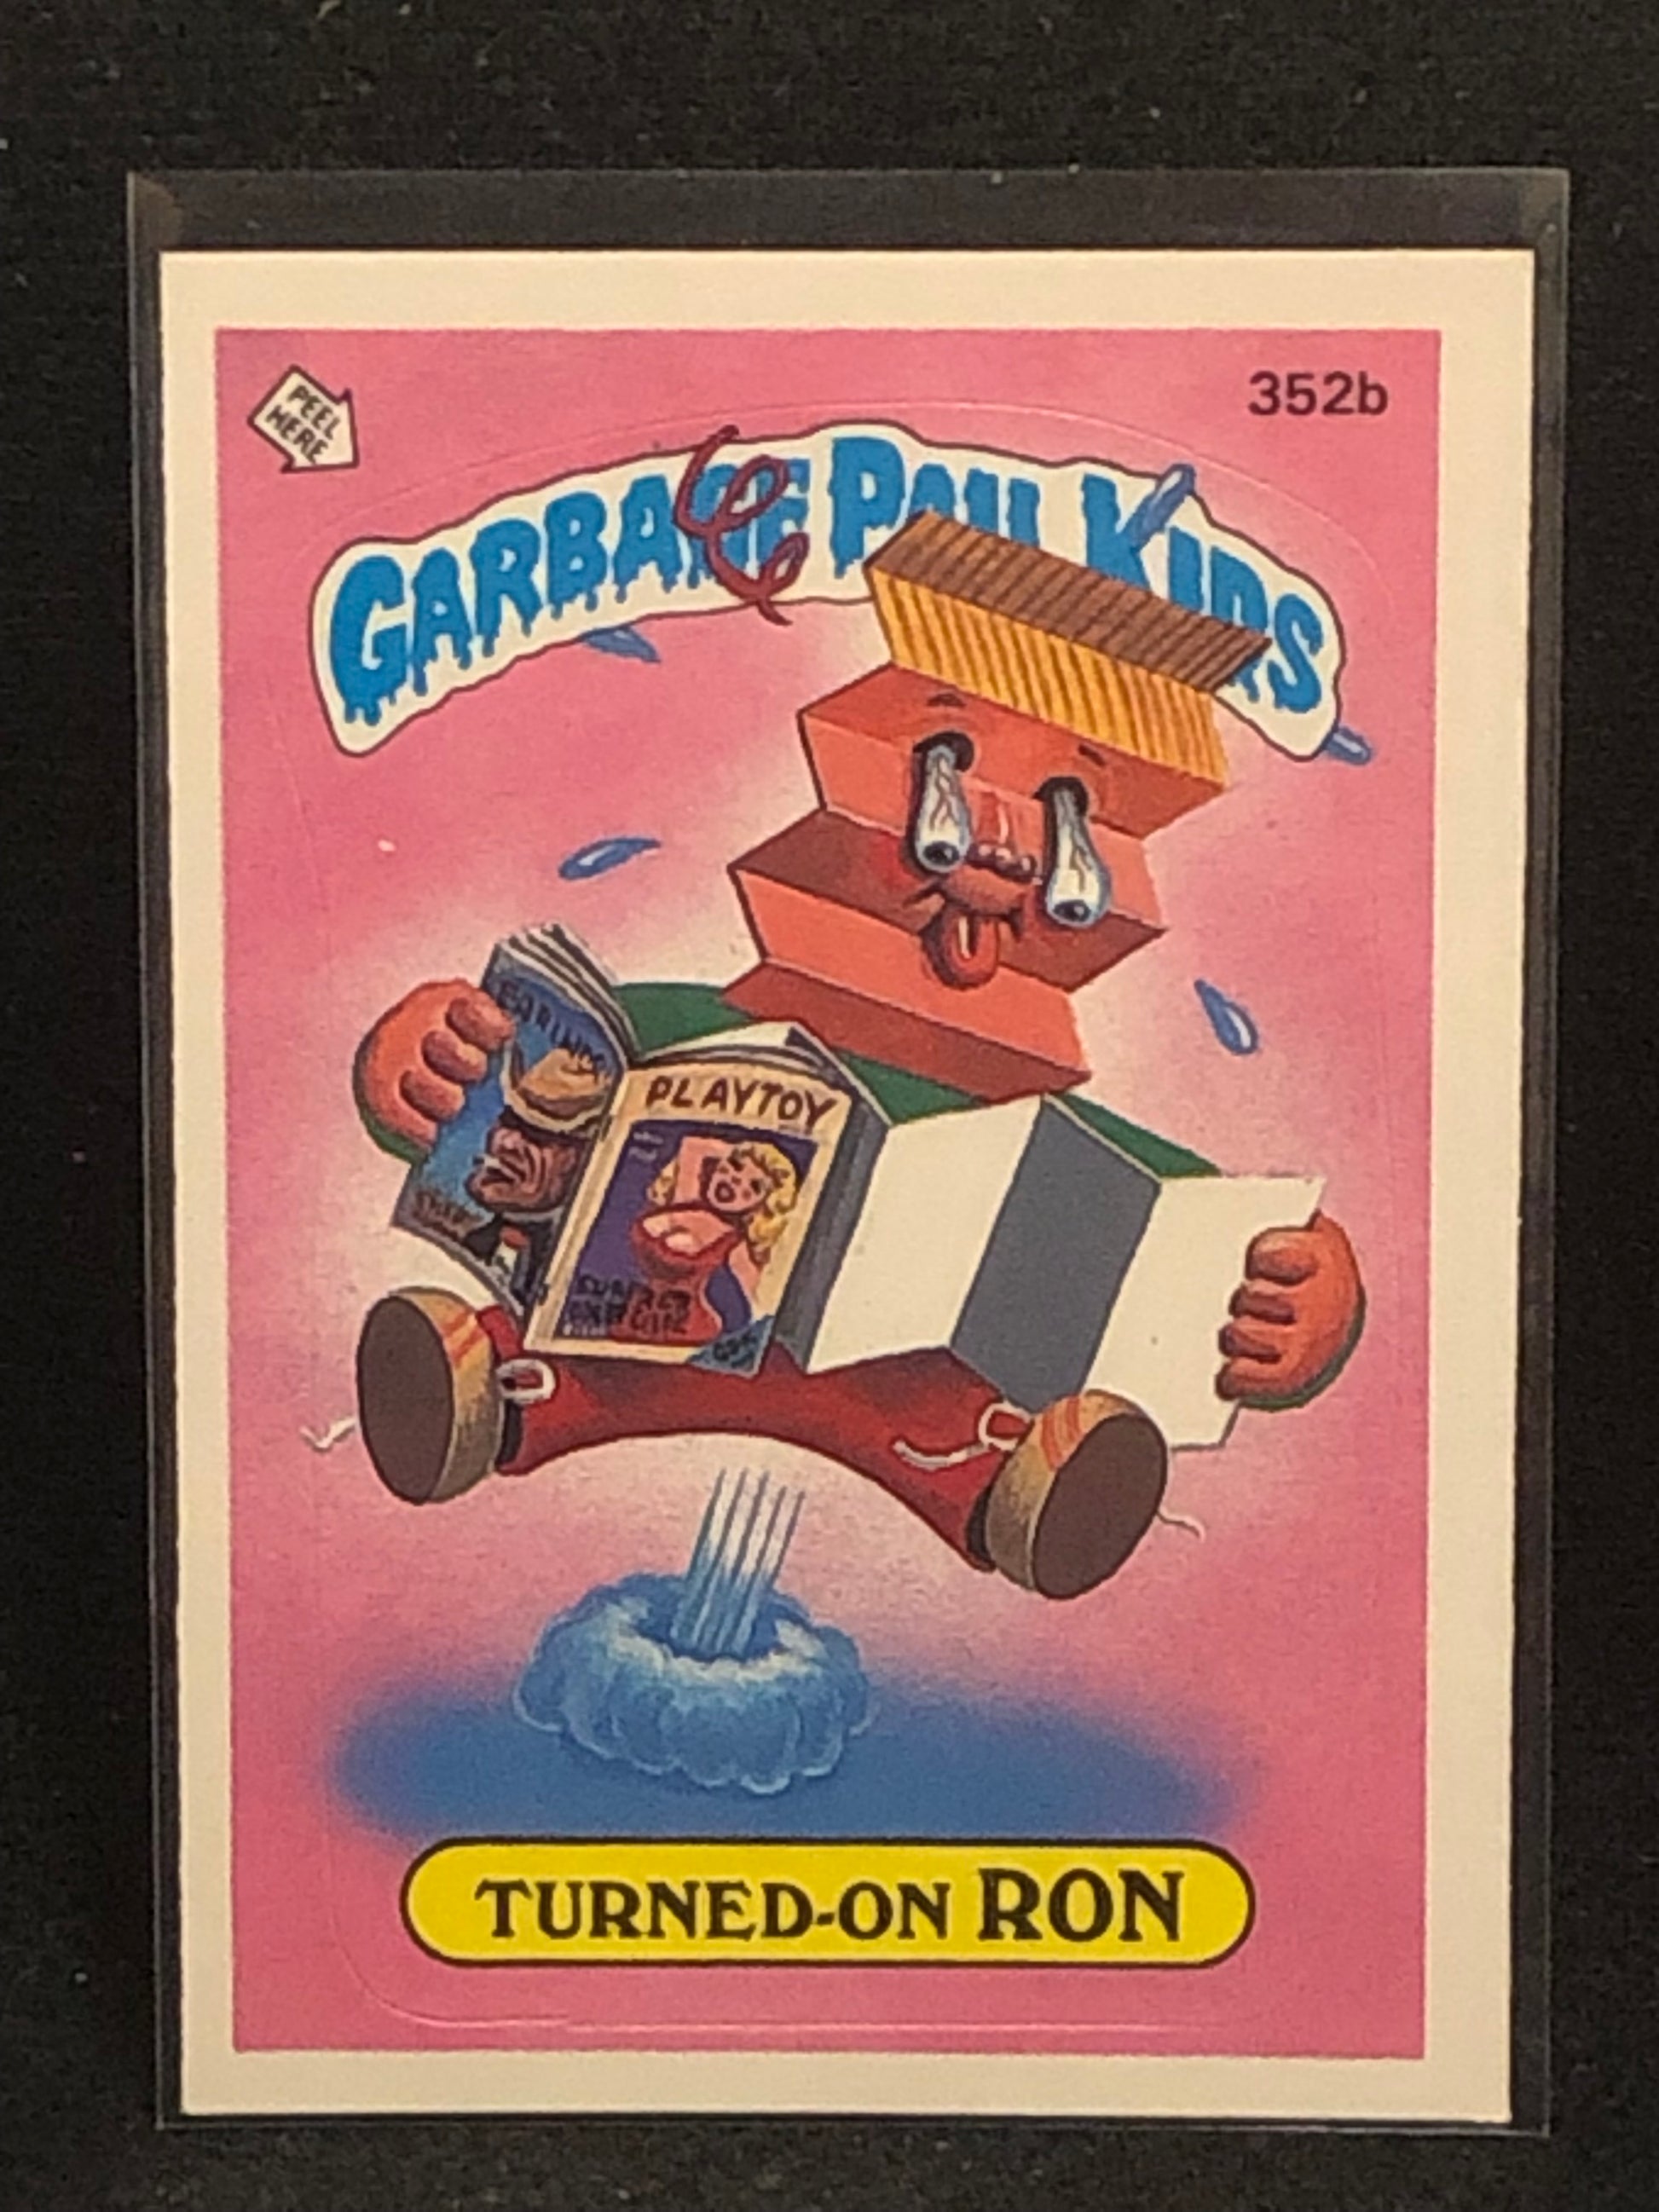 PEEL
HERE
352b
GARBAGE PAIL KIDS
PLAYTOY
TURNED-ON RON